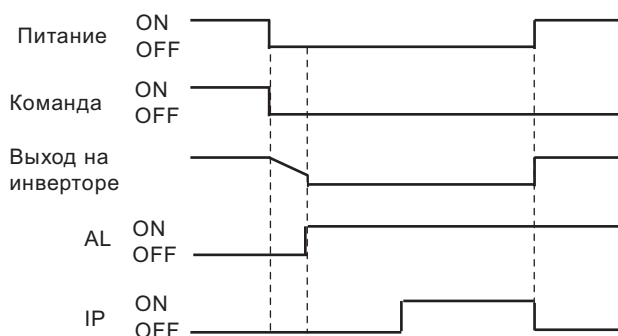 Питание ON
OFF
Команда ON
OFF
Выход на
инверторе
AL ON
OFF
IP ON
OFF